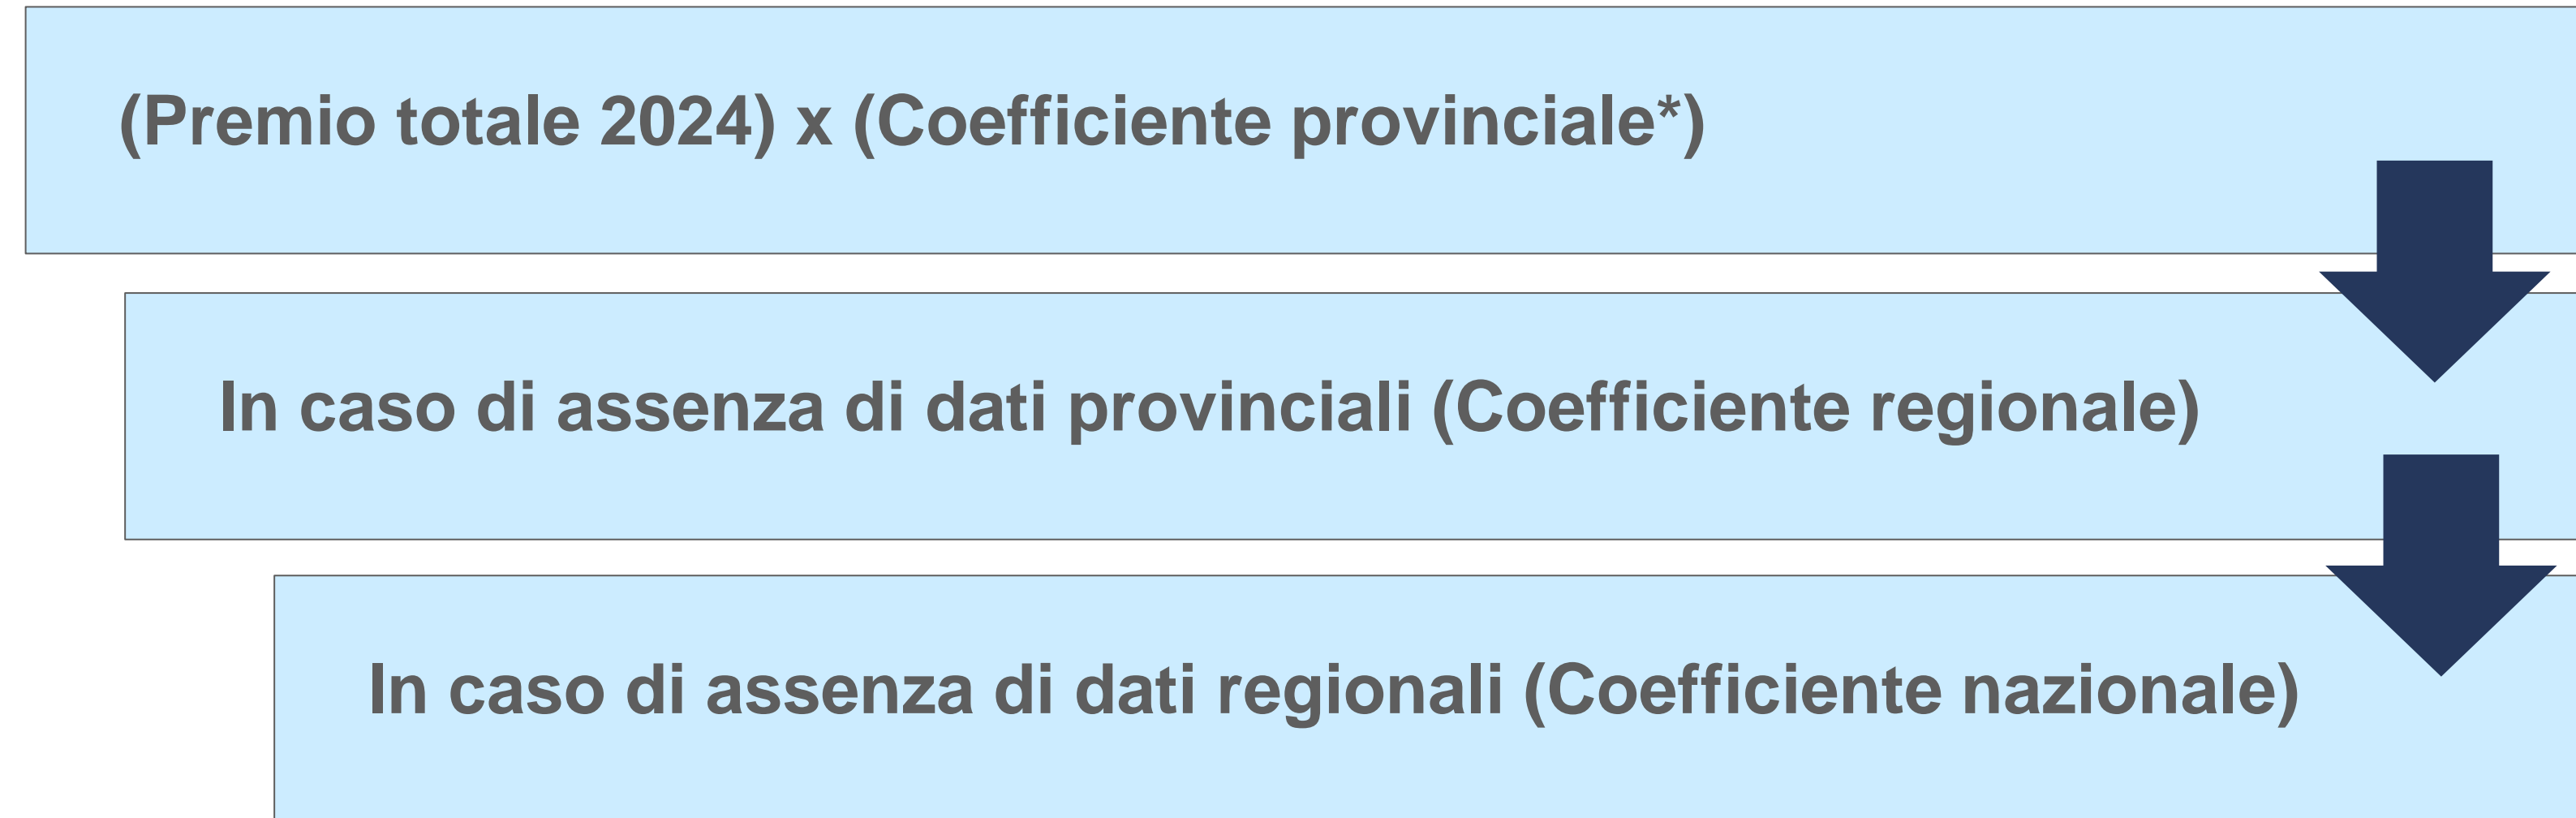 (Premio totale 2024) x (Coefficiente provinciale*)
In caso di assenza di dati provinciali (Coefficiente regionale)
In caso di assenza di dati regionali (Coefficiente nazionale)